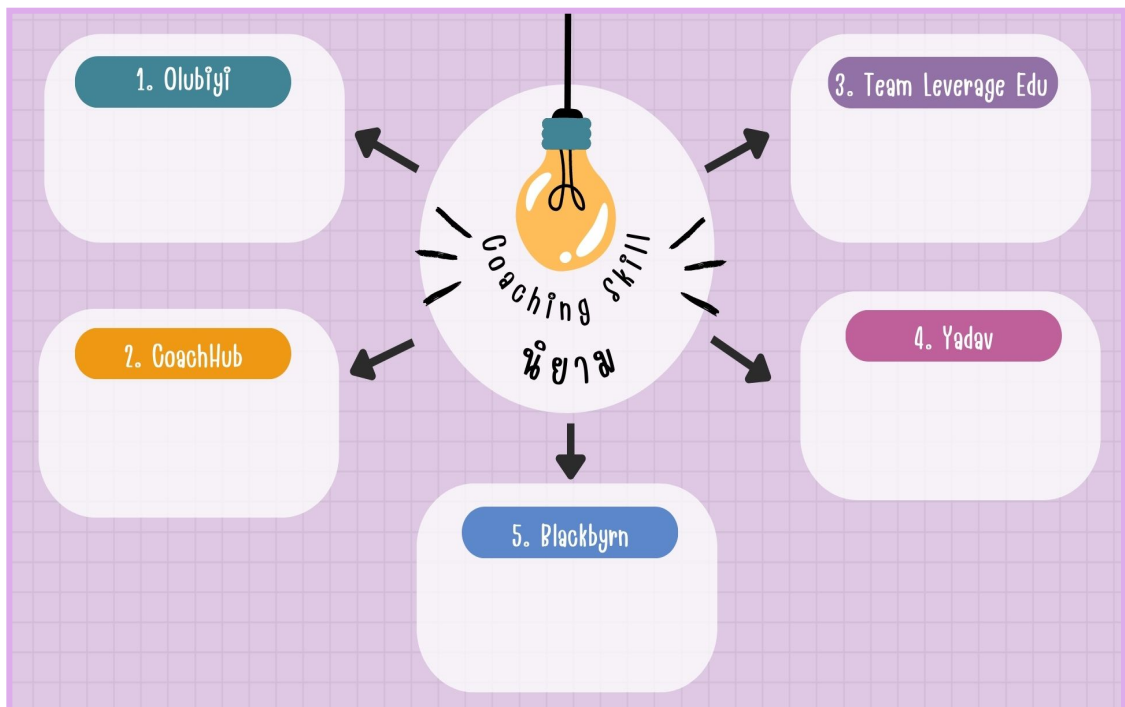 1. Olubiyi
3. Team Leverage Edu
Coaching Skill
นิยาม
2. CoachHub
4. Yadav
5. Blackbyrn